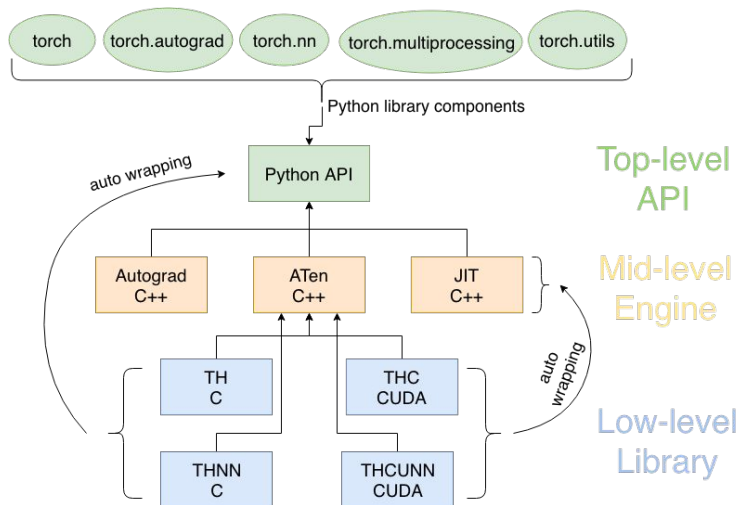 torch
torch.autograd
torch.nn
torch.multiprocessing
torch.utils
Python library components
auto wrapping
Python API
Top-level
API
Autograd
C++
ATen
C++
JIT
C++
Mid-level
Engine
TH
C
THC
CUDA
auto
wrapping
Low-level
Library
THNN
C
THCUNN
CUDA